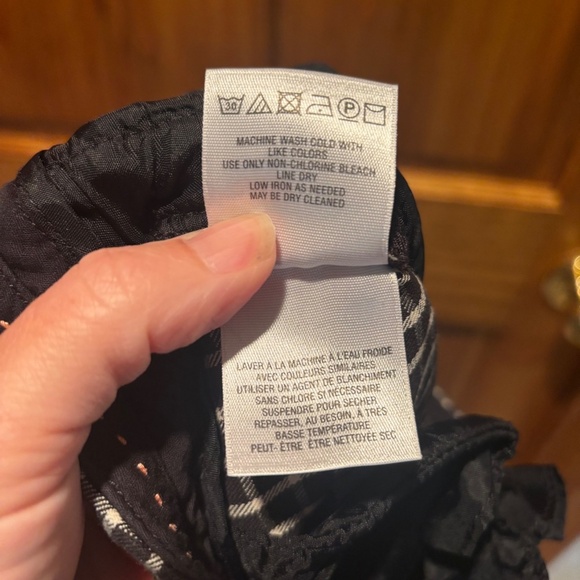 30 P
MACHINE WASH COLD WITH
LIKE COLORS
USE ONLY NON-CHLORINE BLEACH
LINE DRY
LOW IRON AS NEEDED
MAY BE DRY CLEANED
LAVER À LA MACHINE À L'EAU FROIDE
AVEC COULEURS SIMILAIRES
UTILISER UN AGENT DE BLANCHIMENT
SANS CHLORE SI NÉCESSAIRE
SUSPENDRE POUR SECHER
REPASSER, AU BESOIN, À TRÈS
BASSE TEMPÉRATURE
PEUT- ÊTRE ÊTRE NETTOYÉE SEC